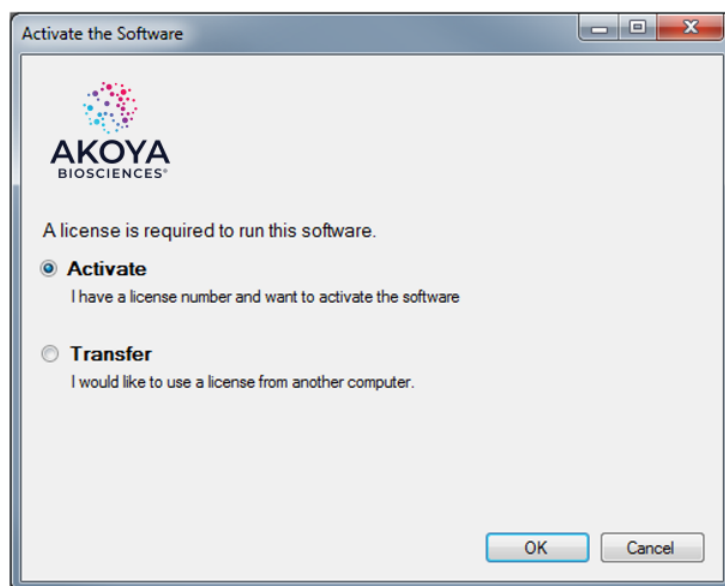 Activate the Software
AKOYA
BIOSCIENCES®
A license is required to run this software.
Activate
I have a license number and want to activate the software
Transfer
I would like to use a license from another computer.
OK Cancel